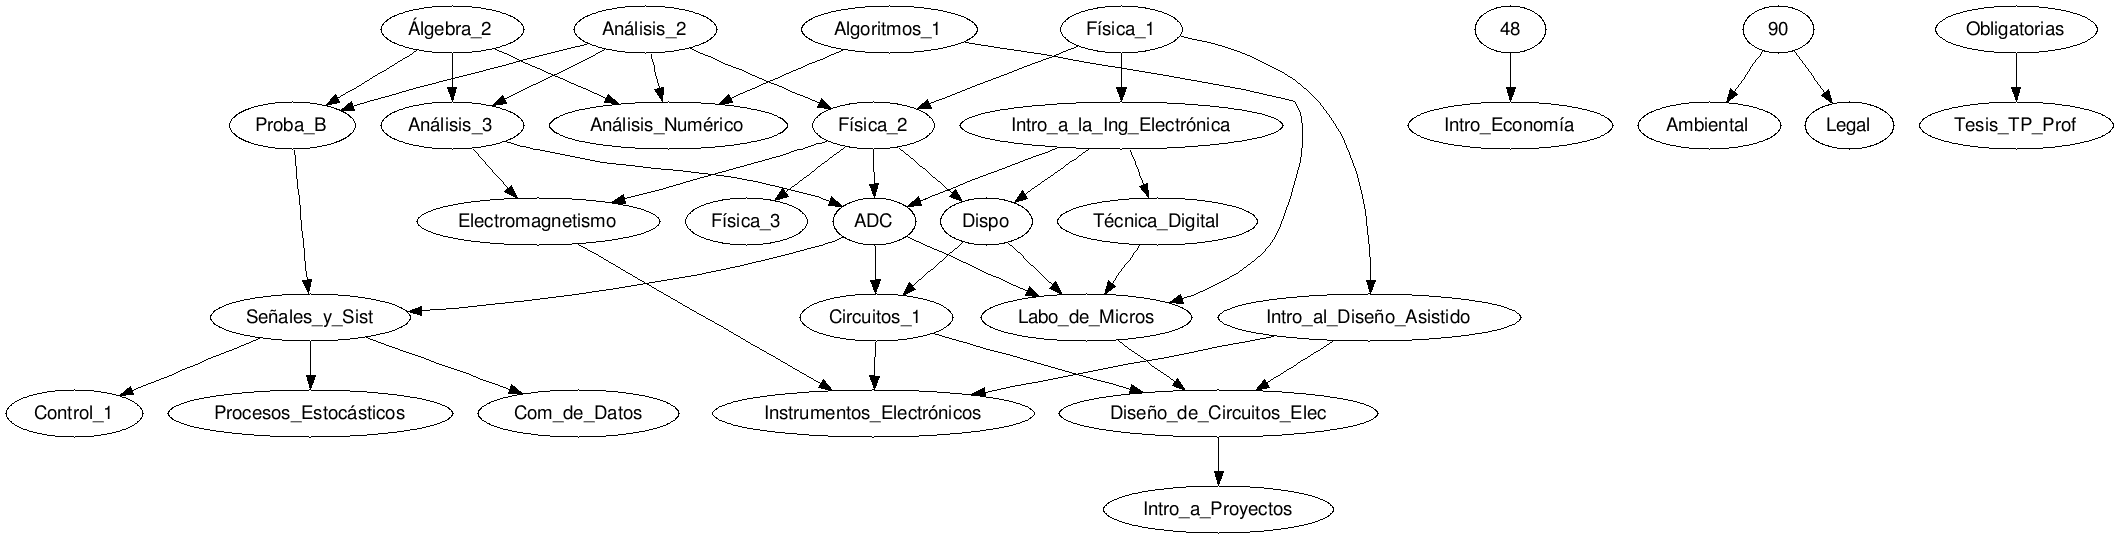 Álgebra_2
Análisis_2
Algoritmos_1
Física_1
48
90
Obligatorias
Proba_B
Análisis_3
Análisis_Numérico
Física_2
Intro_a_la_Ing_Electrónica
Intro_Economía
Ambiental
Legal
Tesis_TP_Prof
Electromagnetismo
Física_3
ADC
Dispo
Técnica_Digital
Señales_y_Sist
Circuitos_1
Labo_de_Micros
Intro_al_Diseño_Asistido
Control_1
Procesos_Estocásticos
Com_de_Datos
Instrumentos_Electrónicos
Diseño_de_Circuitos_Elec
Intro_a_Proyectos